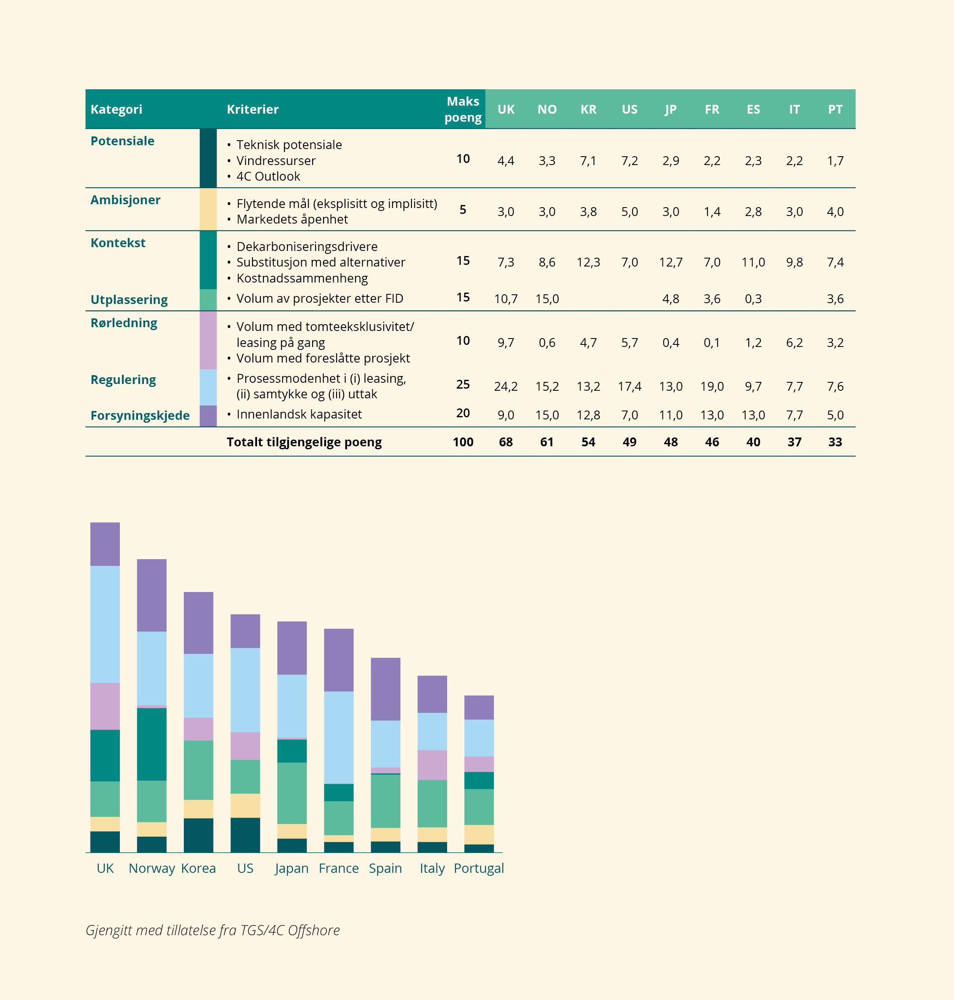 Kategori Kriterier Maks poeng UK NO KR US JP FR ES IT PT
Potensiale
• Teknisk potensiale
• Vindressurser
• 4C Outlook
10 4,4 3,3 7,1 7,2 2,9 2,2 2,3 2,2 1,7
Ambisjoner
• Flytende mål (eksplisitt og implisitt)
• Markedets åpenhet
5 3,0 3,0 3,8 5,0 3,0 1,4 2,8 3,0 4,0
Kontekst
• Dekarboniseringsdrivere
• Substitusjon med alternativer
• Kostnadssammenheng
15 7,3 8,6 12,3 7,0 12,7 7,0 11,0 9,8 7,4
Utplassering • Volum av prosjekter etter FID 15 10,7 15,0 4,8 3,6 0,3 3,6
Rørledning
• Volum med tomteeksklusivitet/
leasing på gang
• Volum med foreslåtte prosjekt
10 9,7 0,6 4,7 5,7 0,4 0,1 1,2 6,2 3,2
Regulering
• Prosessmodenhet i (i) leasing,
(ii) samtykke og (iii) uttak
25 24,2 15,2 13,2 17,4 13,0 19,0 9,7 7,7 7,6
Forsyningskjede • Innenlandsk kapasitet 20 9,0 15,0 12,8 7,0 11,0 13,0 13,0 7,7 5,0
Totalt tilgjengelige poeng 100 68 61 54 49 48 46 40 37 33
UK Norway Korea US Japan France Spain Italy Portugal
Gjengitt med tillatelse fra TGS/4C Offshore